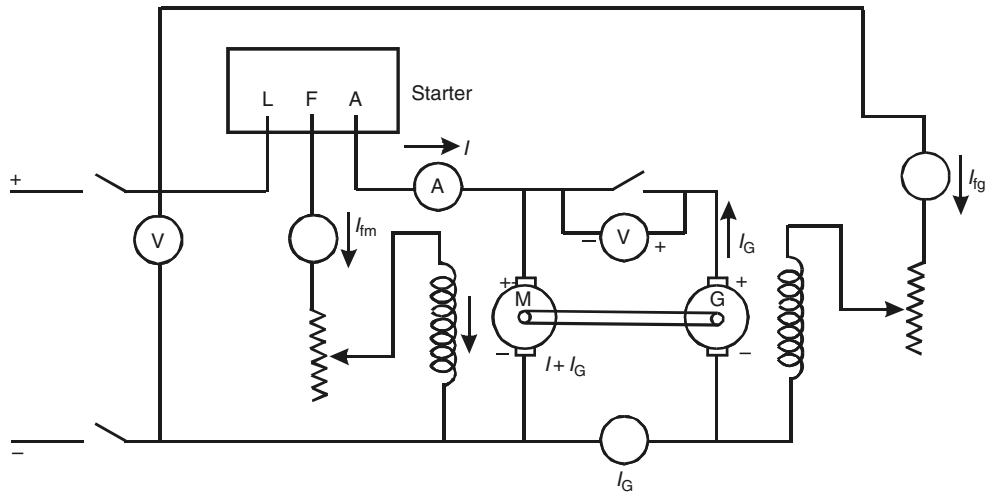 L F A
Starter
I
+
A
V
I_fm
V
− +
I_G
I_fg
++
M
G
+
−
−
I + I_G
−
I_G